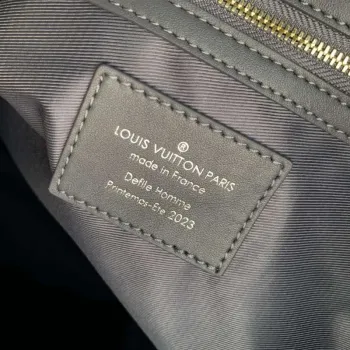 LOUIS VUITTON PARIS
made in France
Defile Homme
Printemps-Ete 2023